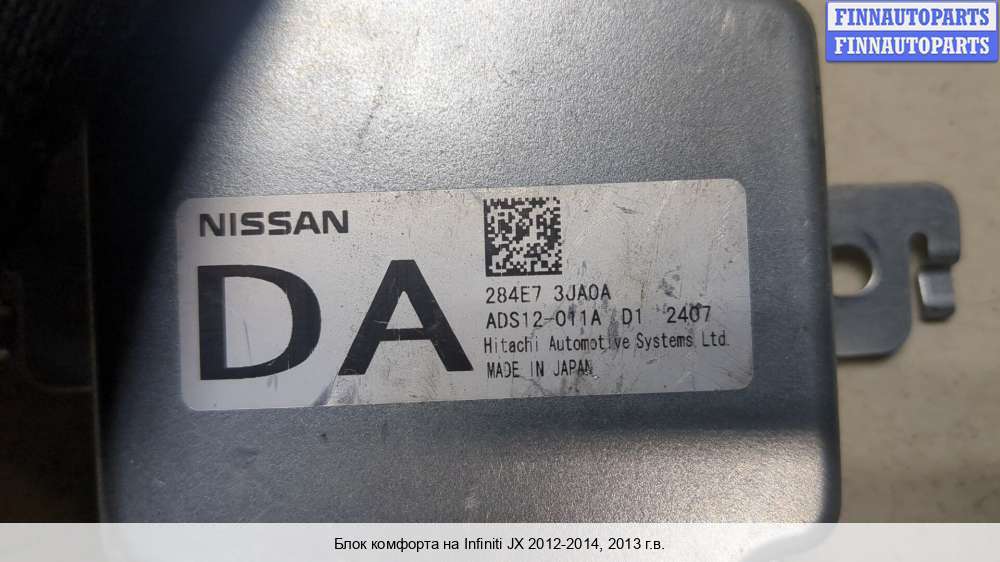 FINNAUTOPARTS
FINNAUTOPARTS
NISSAN
DA
284E7 3JA0A
ADS12-011A D1 2407
Hitachi Automotive Systems, Ltd.
MADE IN JAPAN
Блок комфорта на Infiniti JX 2012-2014, 2013 г.в.